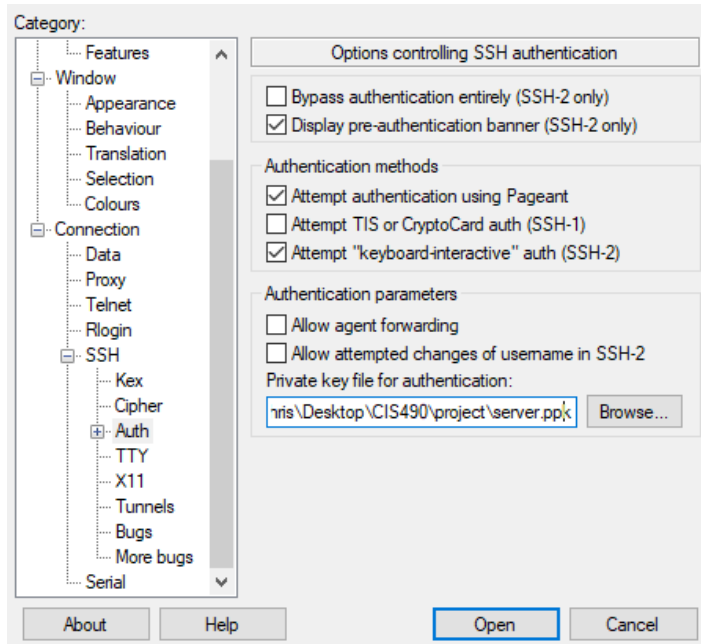 Category:
Features
Window
Appearance
Behaviour
Translation
Selection
Colours
Connection
Data
Proxy
Telnet
Rlogin
SSH
Kex
Cipher
Auth
TTY
X11
Tunnels
Bugs
More bugs
Serial
Options controlling SSH authentication
Bypass authentication entirely (SSH-2 only)
Display pre-authentication banner (SSH-2 only)
Authentication methods
Attempt authentication using Pageant
Attempt TIS or CryptoCard auth (SSH-1)
Attempt "keyboard-interactive" auth (SSH-2)
Authentication parameters
Allow agent forwarding
Allow attempted changes of username in SSH-2
Private key file for authentication:
hris\Desktop\CIS490\project\server.ppk
Browse...
About
Help
Open
Cancel